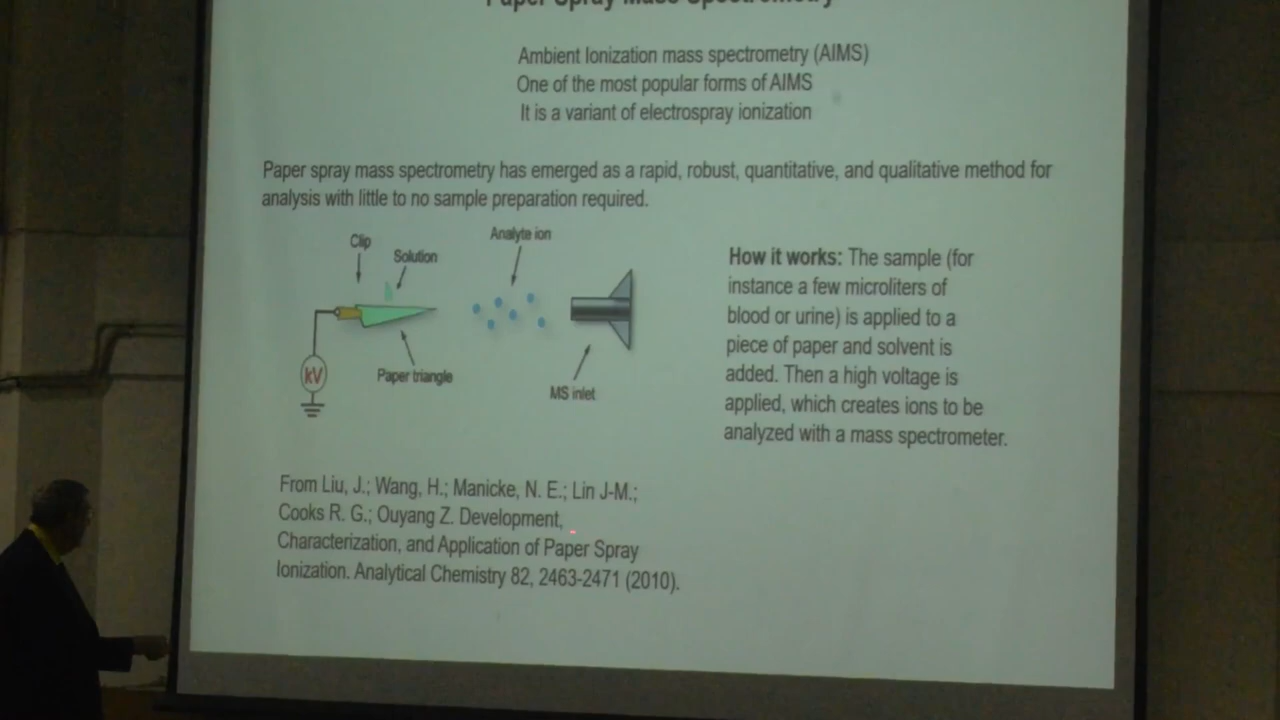 Paper Spray Mass Spectrometry
Ambient Ionization mass spectrometry (AIMS)
One of the most popular forms of AIMS
It is a variant of electrospray ionization
Paper spray mass spectrometry has emerged as a rapid, robust, quantitative, and qualitative method for
analysis with little to no sample preparation required.
Clip
Solution
Analyte ion
kV
Paper triangle
MS inlet
How it works: The sample (for
instance a few microliters of
blood or urine) is applied to a
piece of paper and solvent is
added. Then a high voltage is
applied, which creates ions to be
analyzed with a mass spectrometer.
From Liu, J.; Wang, H.; Manicke, N. E.; Lin J-M.;
Cooks R. G.; Ouyang Z. Development,
Characterization, and Application of Paper Spray
Ionization. Analytical Chemistry 82, 2463-2471 (2010).